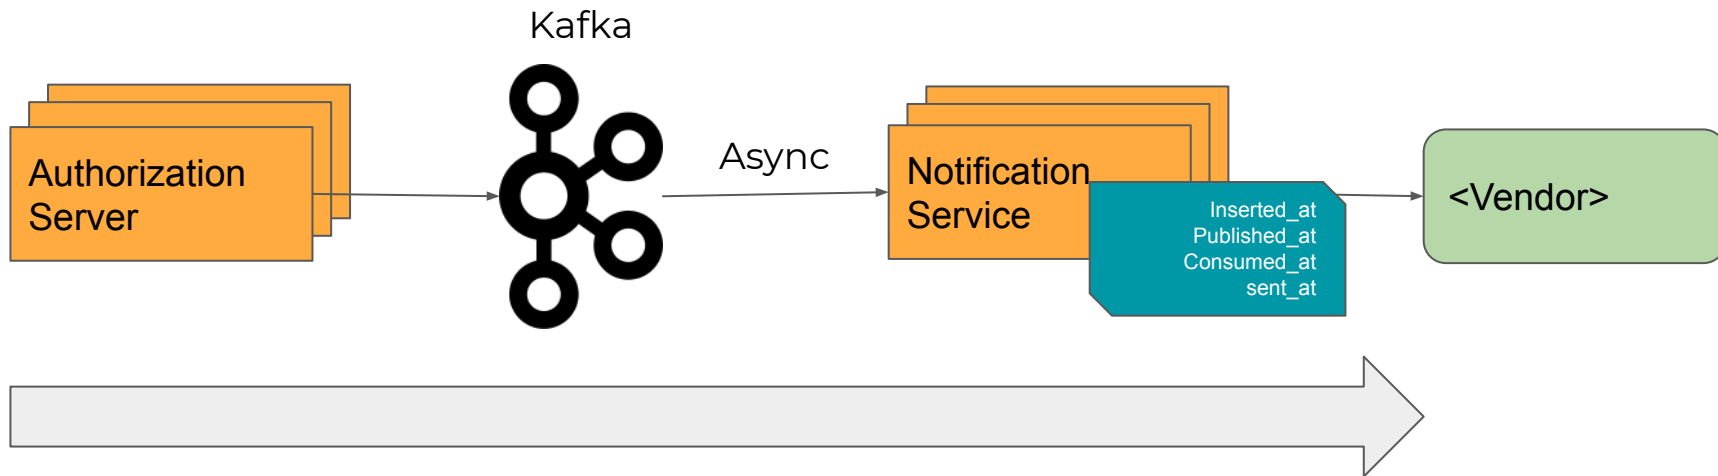 Kafka
Authorization
Server
Async
Notification
Service
Inserted_at
Published_at
Consumed_at
sent_at
<Vendor>